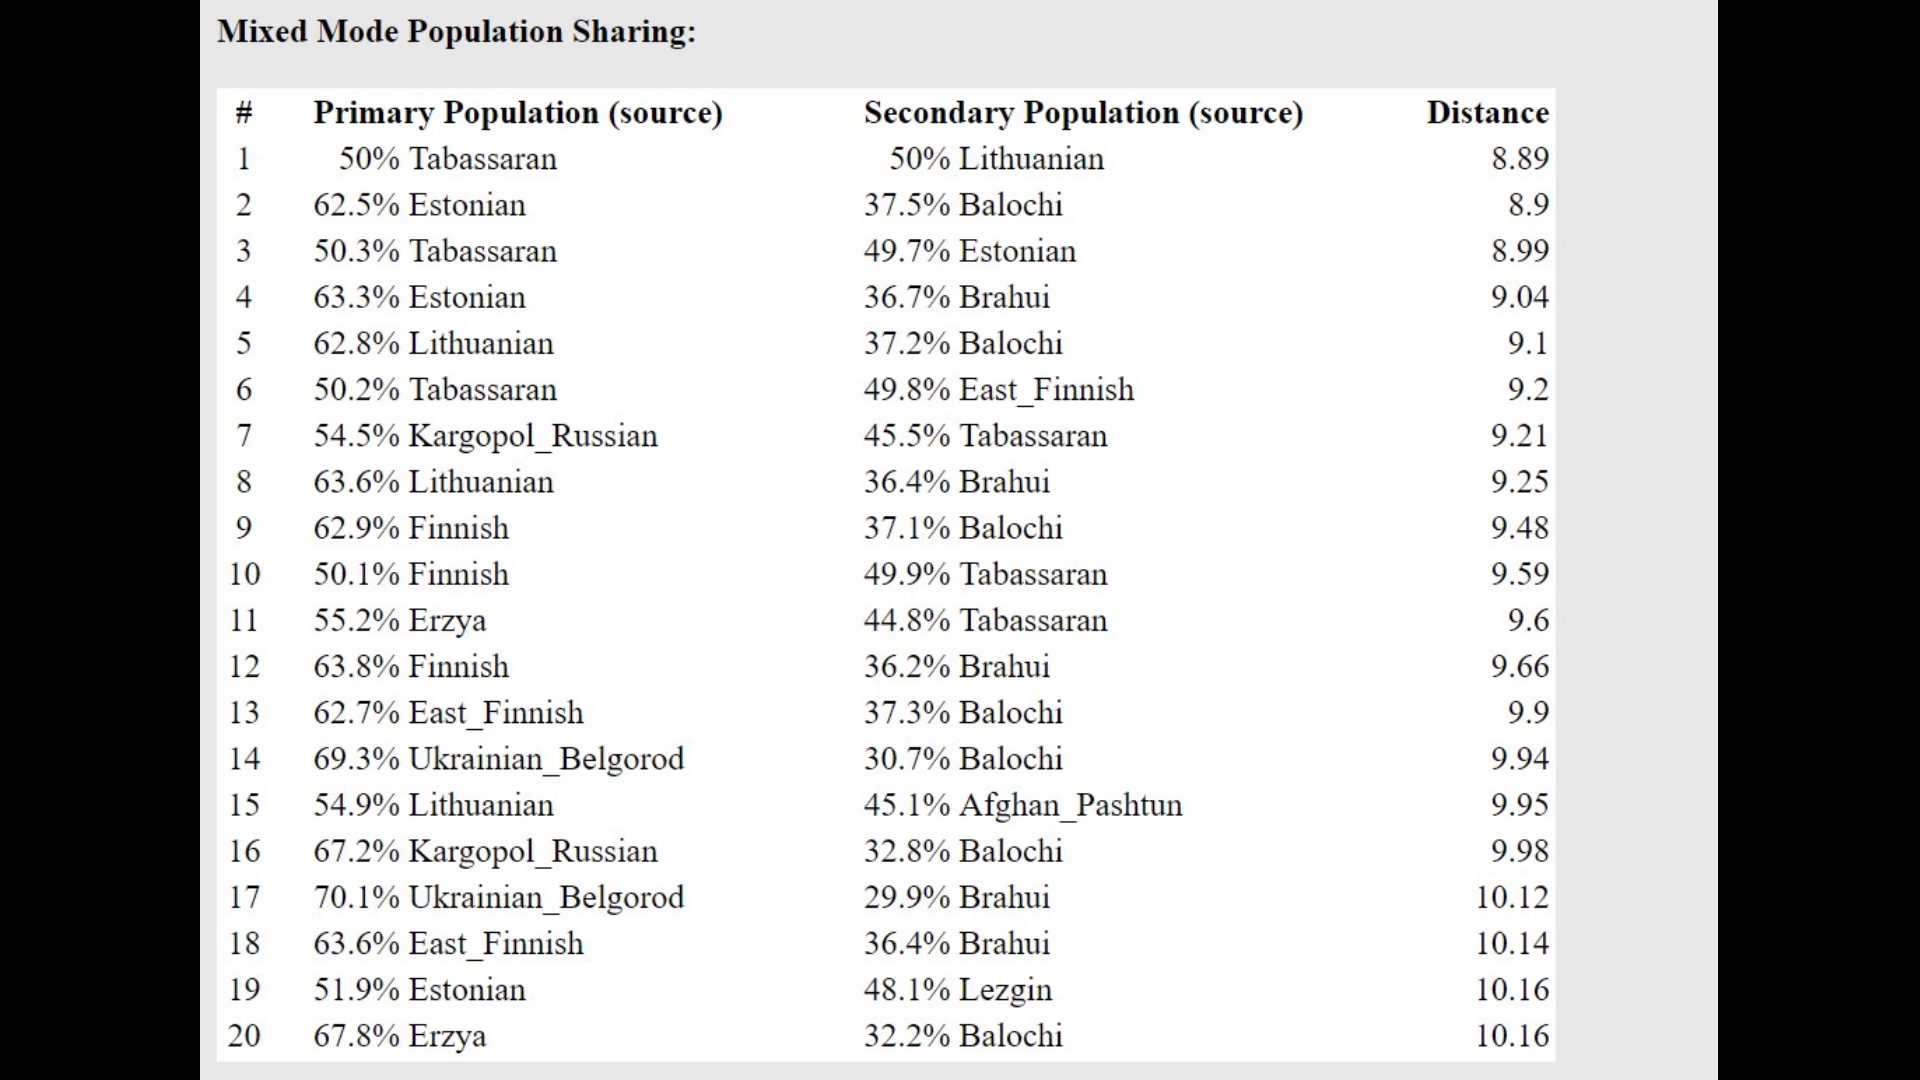 Mixed Mode Population Sharing:
# Primary Population (source) Secondary Population (source) Distance
1 50% Tabassaran 50% Lithuanian 8.89
2 62.5% Estonian 37.5% Balochi 8.9
3 50.3% Tabassaran 49.7% Estonian 8.99
4 63.3% Estonian 36.7% Brahui 9.04
5 62.8% Lithuanian 37.2% Balochi 9.1
6 50.2% Tabassaran 49.8% East_Finnish 9.2
7 54.5% Kargopol_Russian 45.5% Tabassaran 9.21
8 63.6% Lithuanian 36.4% Brahui 9.25
9 62.9% Finnish 37.1% Balochi 9.48
10 50.1% Finnish 49.9% Tabassaran 9.59
11 55.2% Erzya 44.8% Tabassaran 9.6
12 63.8% Finnish 36.2% Brahui 9.66
13 62.7% East_Finnish 37.3% Balochi 9.9
14 69.3% Ukrainian_Belgorod 30.7% Balochi 9.94
15 54.9% Lithuanian 45.1% Afghan_Pashtun 9.95
16 67.2% Kargopol_Russian 32.8% Balochi 9.98
17 70.1% Ukrainian_Belgorod 29.9% Brahui 10.12
18 63.6% East_Finnish 36.4% Brahui 10.14
19 51.9% Estonian 48.1% Lezgin 10.16
20 67.8% Erzya 32.2% Balochi 10.16